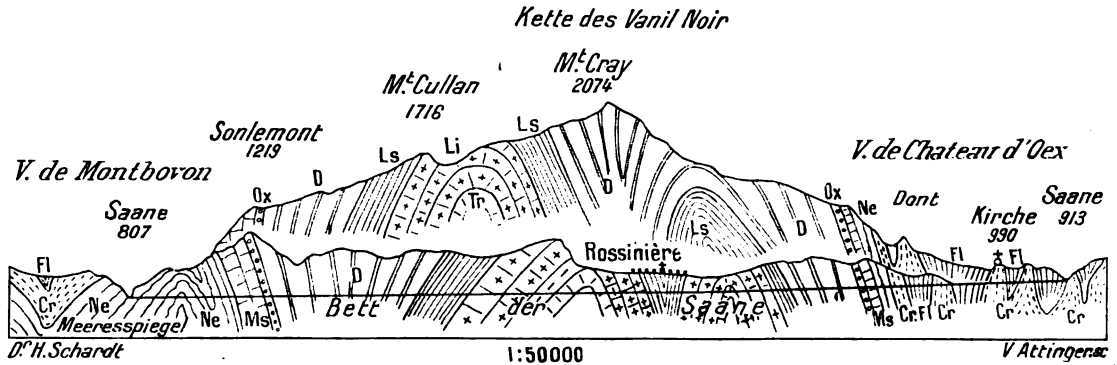 Kette des Vanil Noir
Mt. Cray
2074
Mt. Cullan
1716
Sonlemont
1219
V. de Montbovon
V. de Chateau d'Oex
Saane
807
Ox
D
Ls
Li
Ls
Tr
D
Ls
D
Ox
Ne
Dont
Kirche
990
Saane
913
Rossinière
Fl
Cr
Ne
Ne
Ms
D
Bett
der
Saane
Ms
Cr
Fl
Cr
Fl
Fl
Cr
Cr
Meeresspiegel
Dr. H. Schardt
1:50000
V Attinger. sc